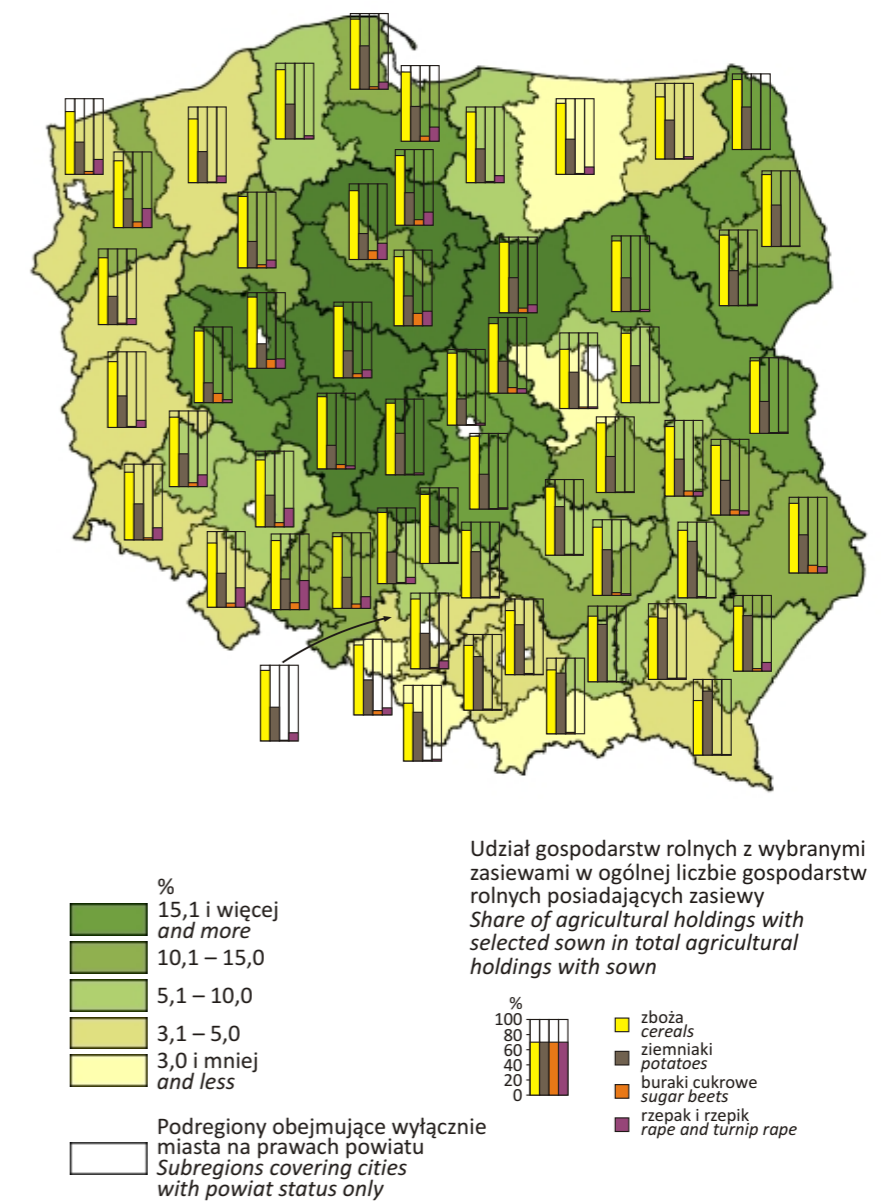 Udział gospodarstw rolnych z wybranymi
zasiewami w ogólnej liczbie gospodarstw
rolnych posiadających zasiewy
Share of agricultural holdings with
selected sown in total agricultural
holdings with sown
%
15,1 i więcej
and more
10,1 – 15,0
5,1 – 10,0
3,1 – 5,0
3,0 i mniej
and less
Podregiony obejmujące wyłącznie
miasta na prawach powiatu
Subregions covering cities
with powiat status only
%
100
80
60
40
20
0
zboża
cereals
ziemniaki
potatoes
buraki cukrowe
sugar beets
rzepak i rzepik
rape and turnip rape